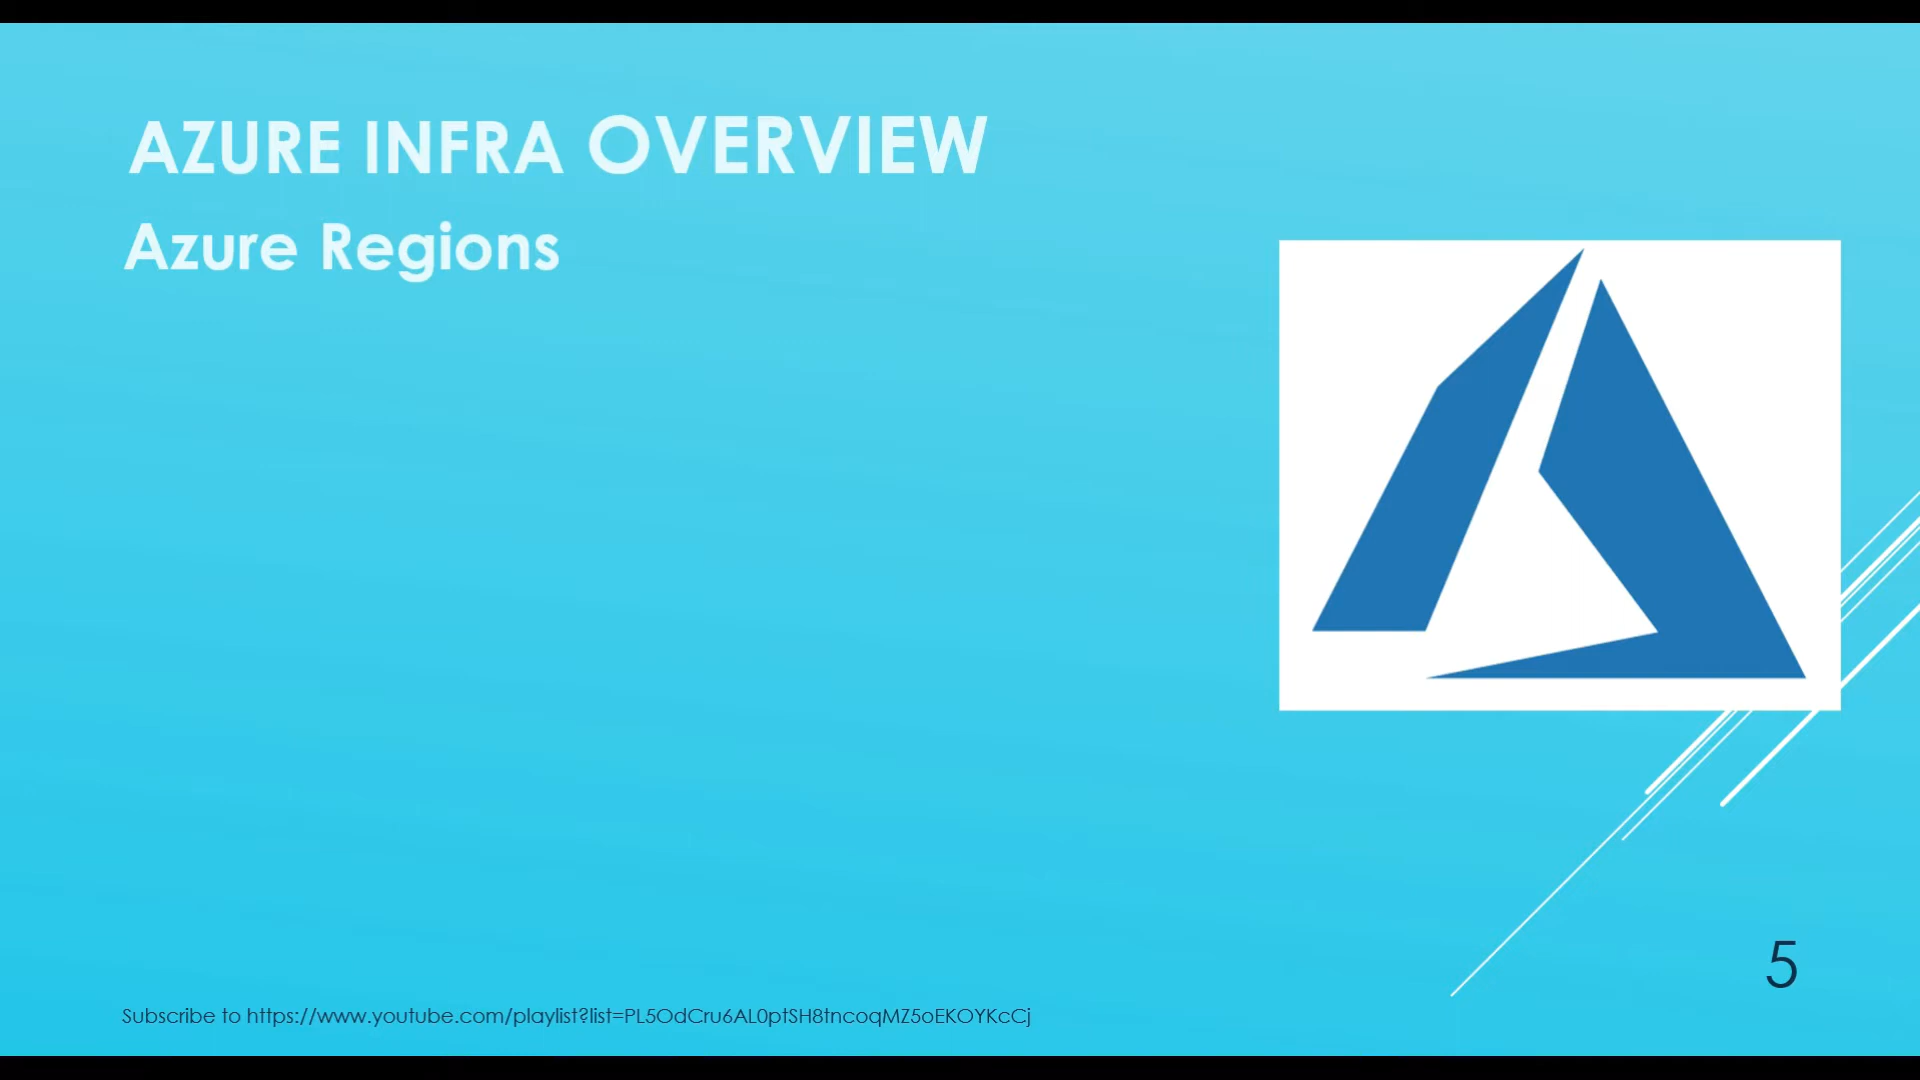 AZURE INFRA OVERVIEW
Azure Regions
5
Subscribe to https://www.youtube.com/playlist?list=PL5OdCru6AL0ptSH8tncoqMZ5oEKOYKcCj